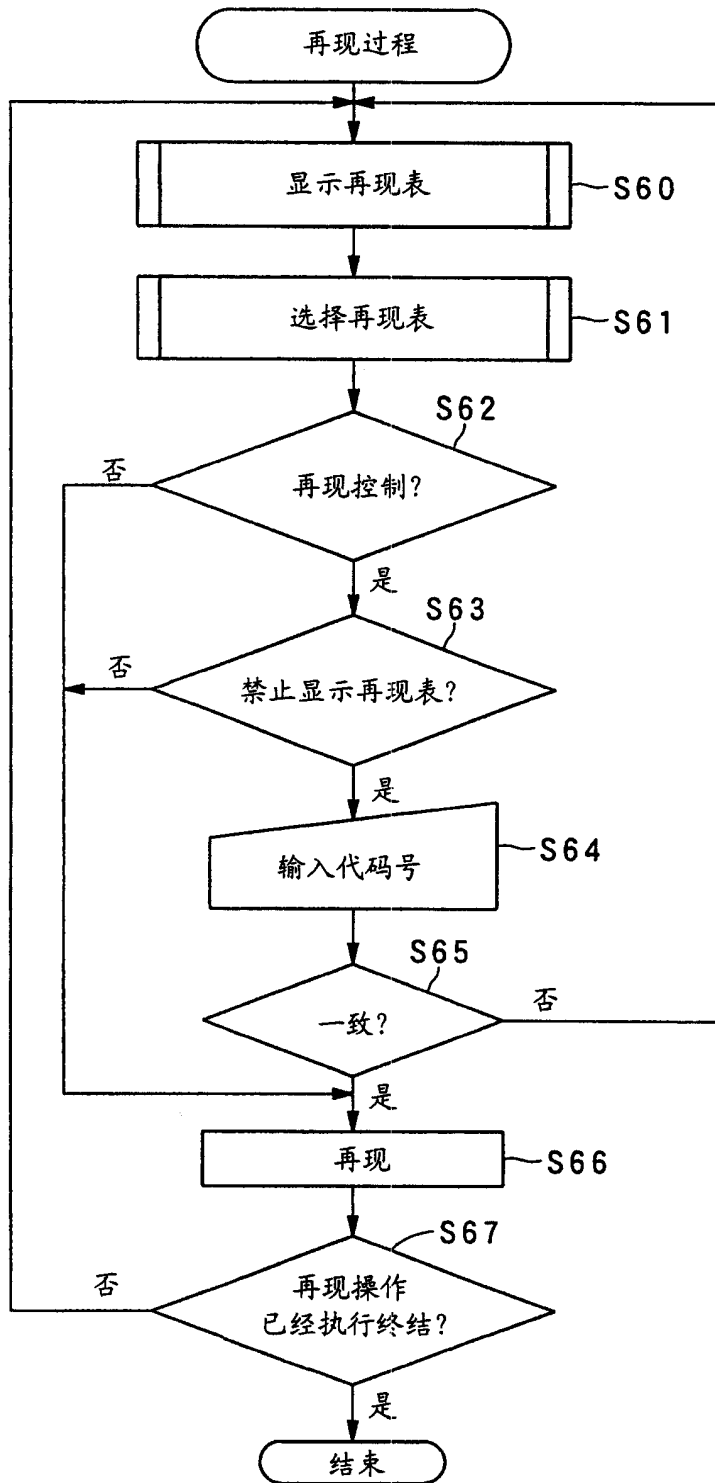 再现过程
显示再现表
S60
选择再现表
S61
S62
否
再现控制?
是
S63
否
禁止显示再现表?
是
输入代码号
S64
S65
一致?
否
是
再现
S66
S67
否
再现操作
已经执行终结?
是
结束